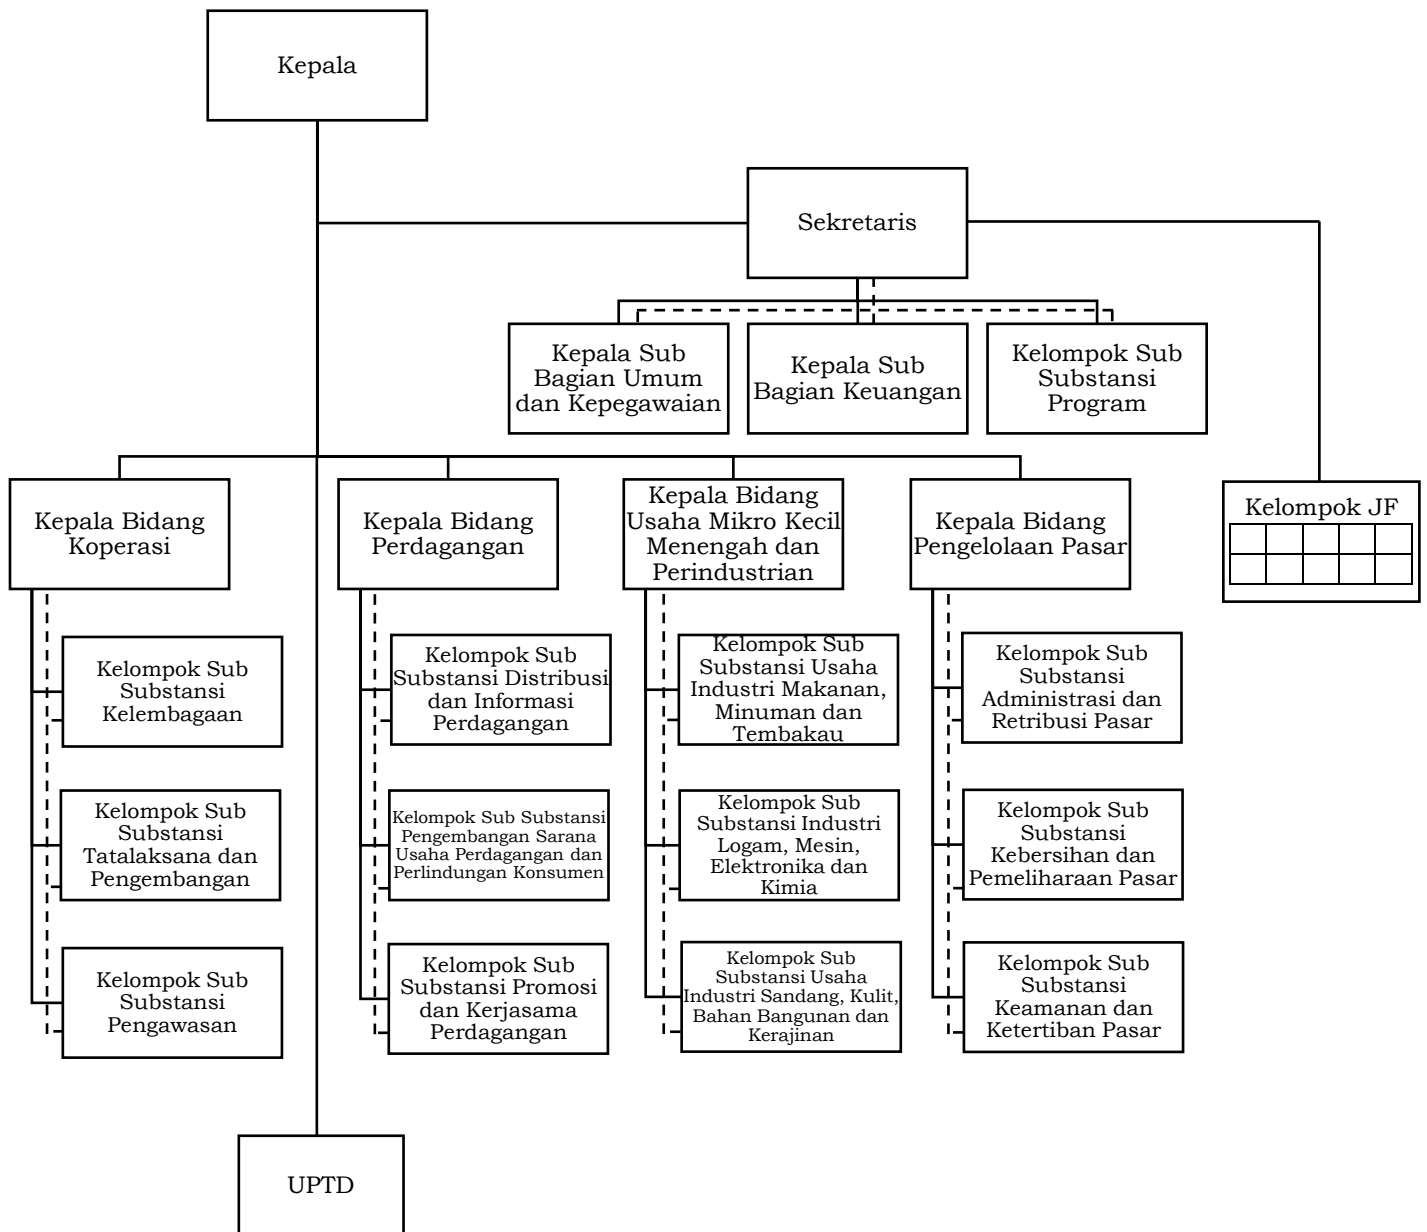 Kepala
Sekretaris
Kepala Sub
Bagian Umum
dan Kepegawaian
Kepala Sub
Bagian Keuangan
Kelompok Sub
Substansi
Program
Kepala Bidang
Koperasi
Kepala Bidang
Perdagangan
Kepala Bidang
Usaha Mikro Kecil
Menengah dan
Perindustrian
Kepala Bidang
Pengelolaan Pasar
Kelompok JF
Kelompok Sub
Substansi
Kelembagaan
Kelompok Sub
Substansi Distribusi
dan Informasi
Perdagangan
Kelompok Sub
Substansi Usaha
Industri Makanan,
Minuman dan
Tembakau
Kelompok Sub
Substansi
Administrasi dan
Retribusi Pasar
Kelompok Sub
Substansi
Tatalaksana dan
Pengembangan
Kelompok Sub Substansi
Pengembangan Sarana
Usaha Perdagangan dan
Perlindungan Konsumen
Kelompok Sub
Substansi Industri
Logam, Mesin,
Elektronika dan
Kimia
Kelompok Sub
Substansi
Kebersihan dan
Pemeliharaan Pasar
Kelompok Sub
Substansi
Pengawasan
Kelompok Sub
Substansi Promosi
dan Kerjasama
Perdagangan
Kelompok Sub
Substansi Usaha
Industri Sandang, Kulit,
Bahan Bangunan dan
Kerajinan
Kelompok Sub
Substansi
Keamanan dan
Ketertiban Pasar
UPTD